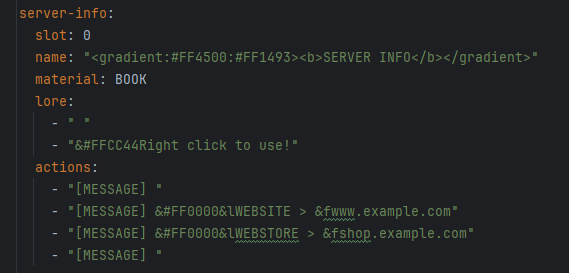 server-info:
slot: 0
name: "<gradient:#FF4500:#FF1493><b>SERVER INFO</b></gradient>"
material: BOOK
lore:
- " "
- "&#FFCC44Right click to use!"
actions:
- "[MESSAGE] "
- "[MESSAGE] &#FF0000&lWEBSITE > &fwww.example.com"
- "[MESSAGE] &#FF0000&lWEBSTORE > &fshop.example.com"
- "[MESSAGE] "